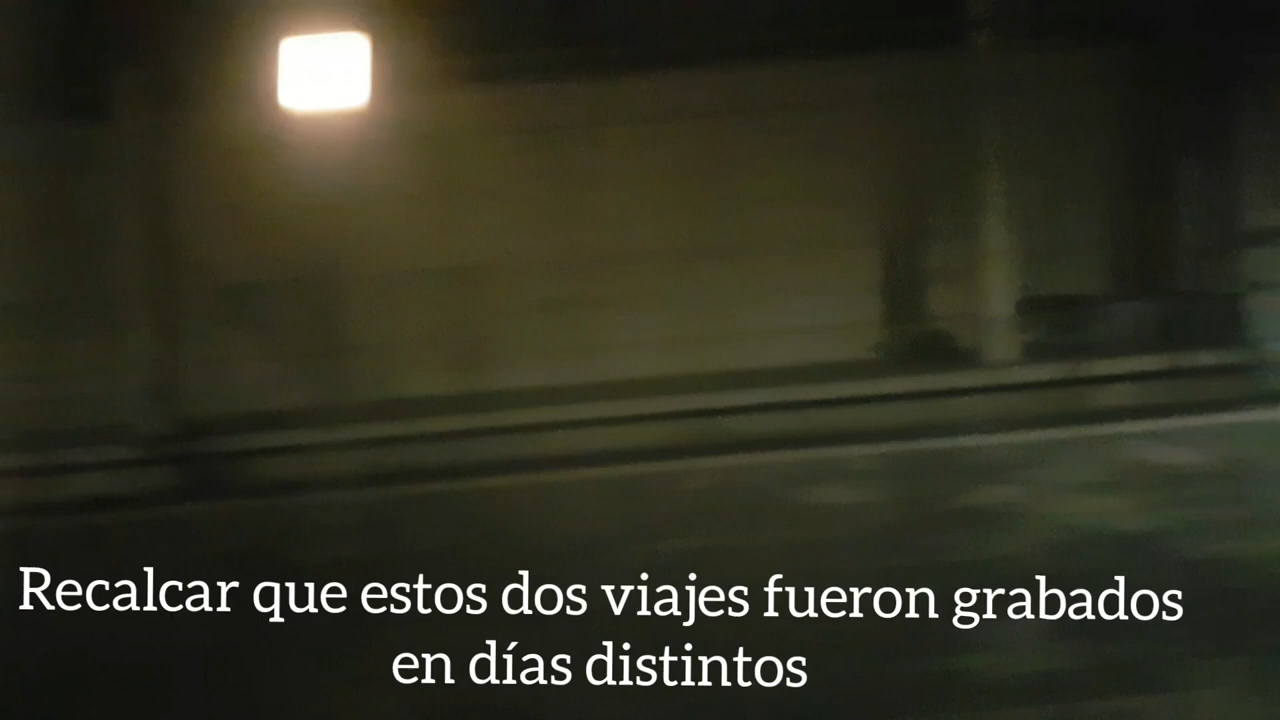 Recalcar que estos dos viajes fueron grabados
en días distintos